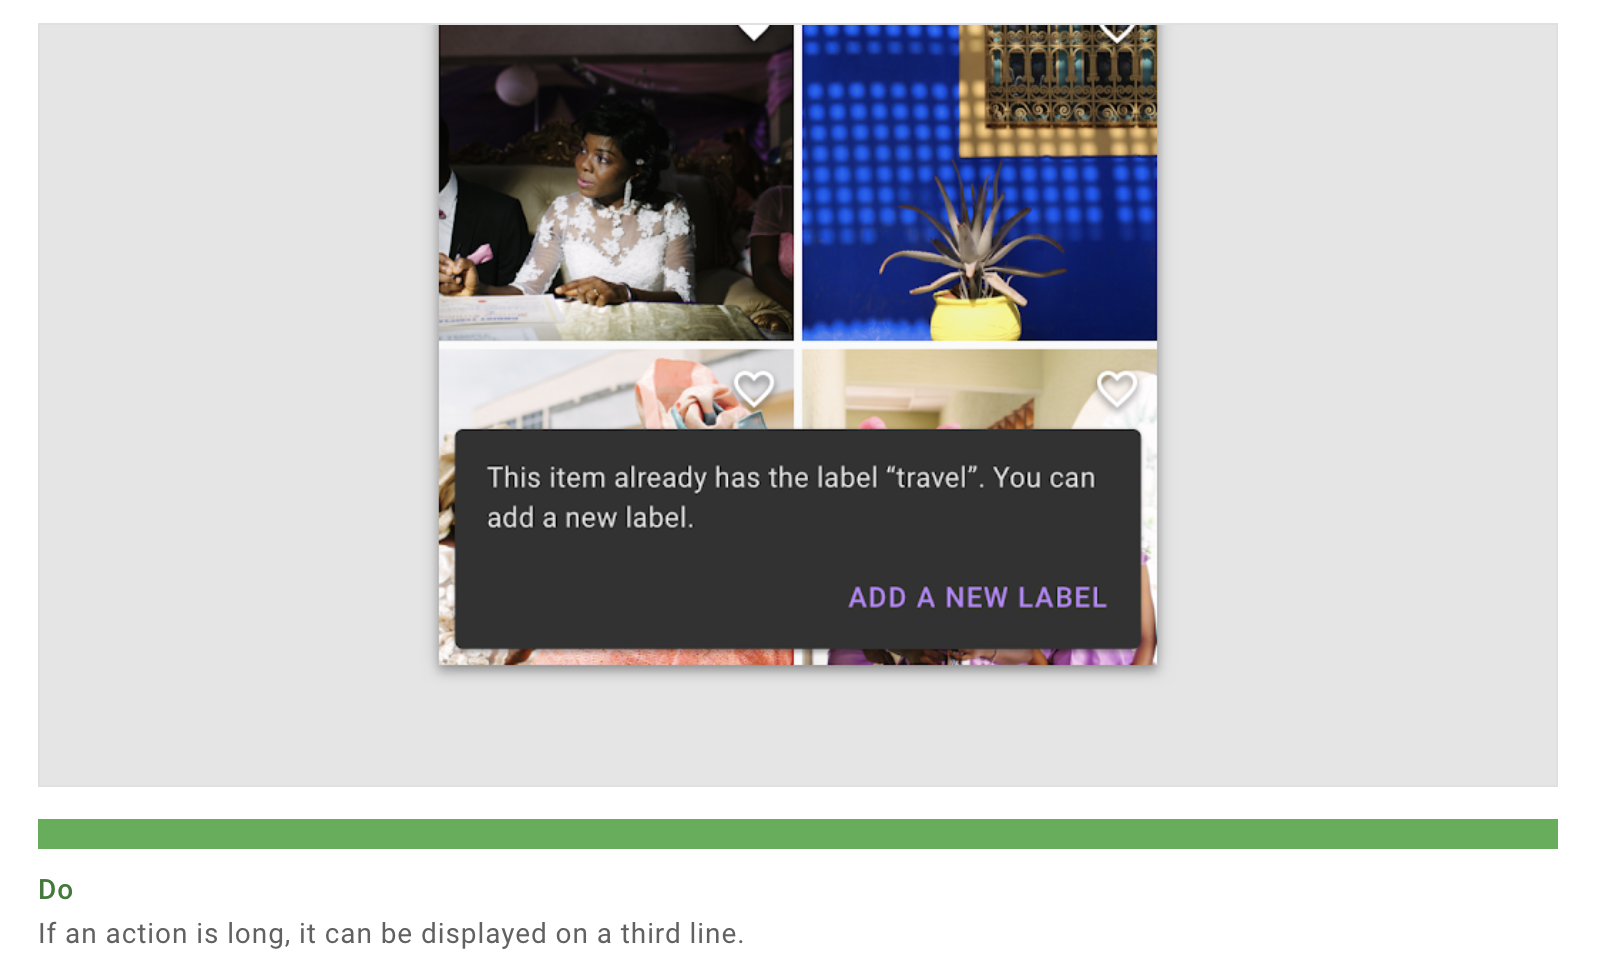 This item already has the label “travel”. You can
add a new label.
ADD A NEW LABEL
Do
If an action is long, it can be displayed on a third line.